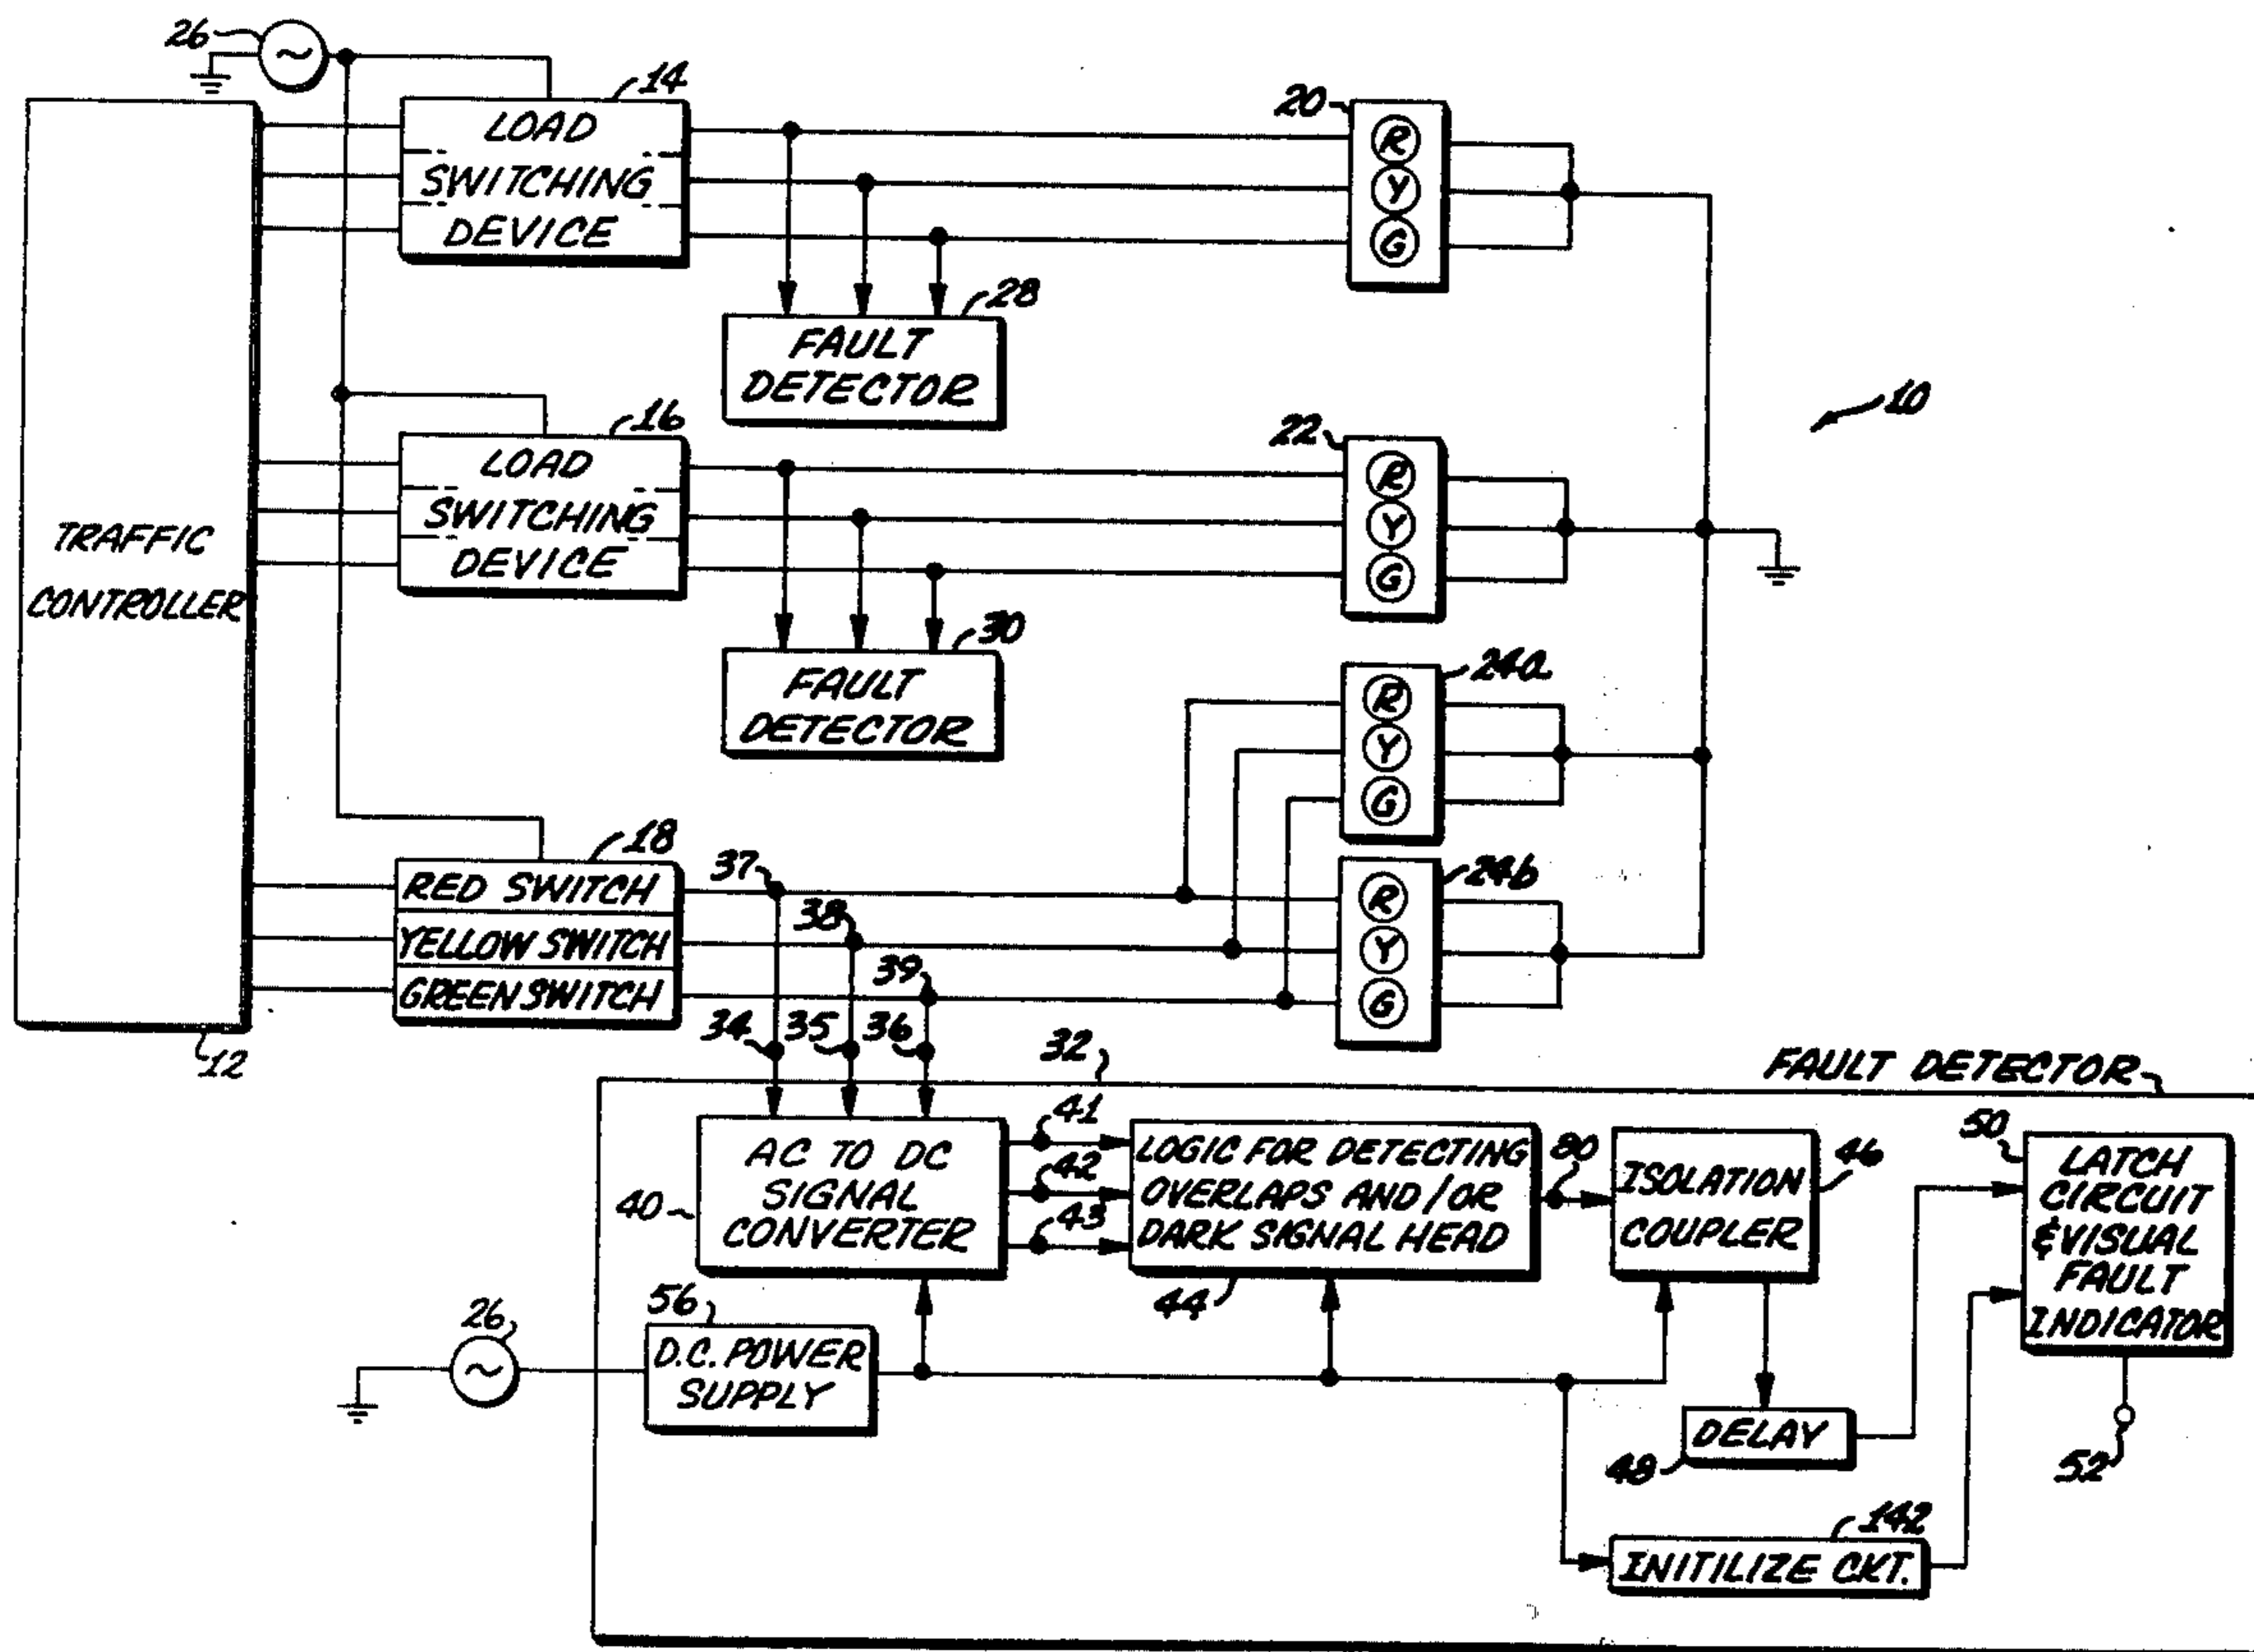 26
~
14
LOAD
SWITCHING
DEVICE
20
R
Y
G
28
FAULT
DETECTOR
10
16
LOAD
SWITCHING
DEVICE
22
R
Y
G
TRAFFIC
CONTROLLER
12
30
FAULT
DETECTOR
24a
R
Y
G
18
RED SWITCH
YELLOW SWITCH
GREEN SWITCH
37
38
39
24b
R
Y
G
34
35
36
32
FAULT DETECTOR
AC TO DC
SIGNAL
CONVERTER
40
41
42
43
LOGIC FOR DETECTING
OVERLAPS AND/OR
DARK SIGNAL HEAD
44
80
ISOLATION
COUPLER
46
50
LATCH
CIRCUIT
&VISUAL
FAULT
INDICATOR
52
26
~
56
D.C. POWER
SUPPLY
DELAY
48
142
INITILIZE CKT.